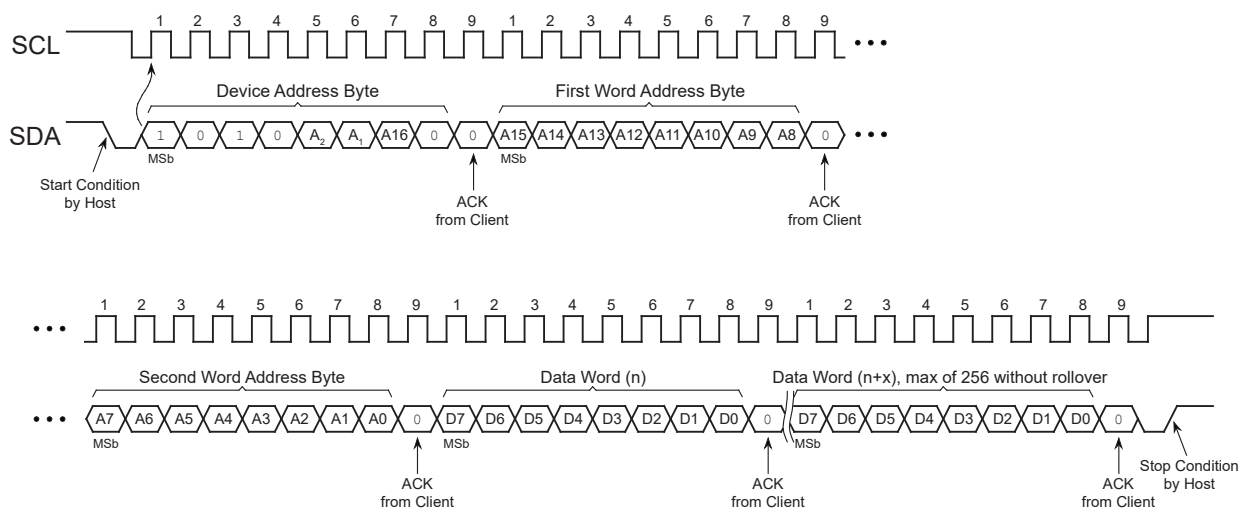 1 2 3 4 5 6 7 8 9 1 2 3 4 5 6 7 8 9
SCL •••
Device Address Byte First Word Address Byte
SDA 1 0 1 0 A₂ A₁ A16 0 0 A15 A14 A13 A12 A11 A10 A9 A8 0 •••
MSb MSb
Start Condition
by Host
ACK
from Client
ACK
from Client
1 2 3 4 5 6 7 8 9 1 2 3 4 5 6 7 8 9 1 2 3 4 5 6 7 8 9
•••
Second Word Address Byte Data Word (n) Data Word (n+x), max of 256 without rollover
••• A7 A6 A5 A4 A3 A2 A1 A0 0 D7 D6 D5 D4 D3 D2 D1 D0 0 D7 D6 D5 D4 D3 D2 D1 D0 0
MSb MSb MSb
ACK
from Client
ACK
from Client
ACK
from Client
Stop Condition
by Host